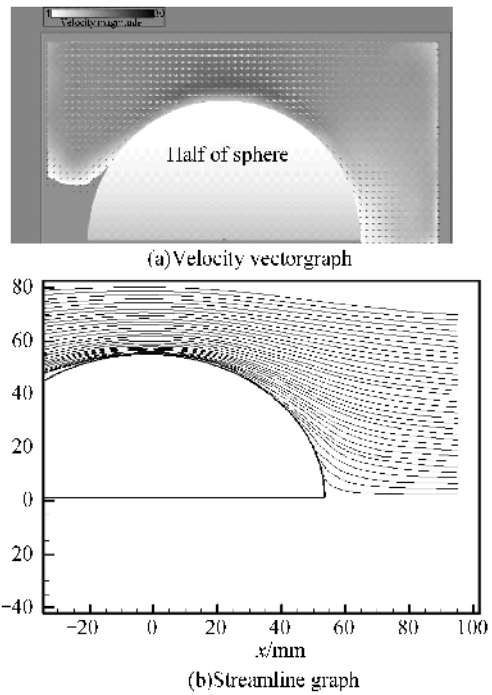 Velocity magnitude
Half of sphere
(a)Velocity vectorgraph
80
60
40
20
0
20
−40
−20 0 20 40 60 80 100
x/mm
(b)Streamline graph